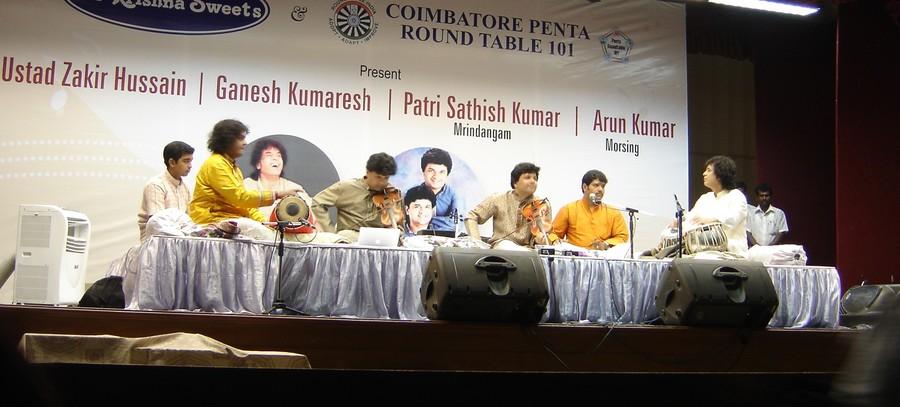 Krishna Sweets
&
COIMBATORE PENTA
ROUND TABLE 101
Present
Ustad Zakir Hussain | Ganesh Kumaresh | Patri Sathish Kumar | Arun Kumar
Mrindangam
Morsing